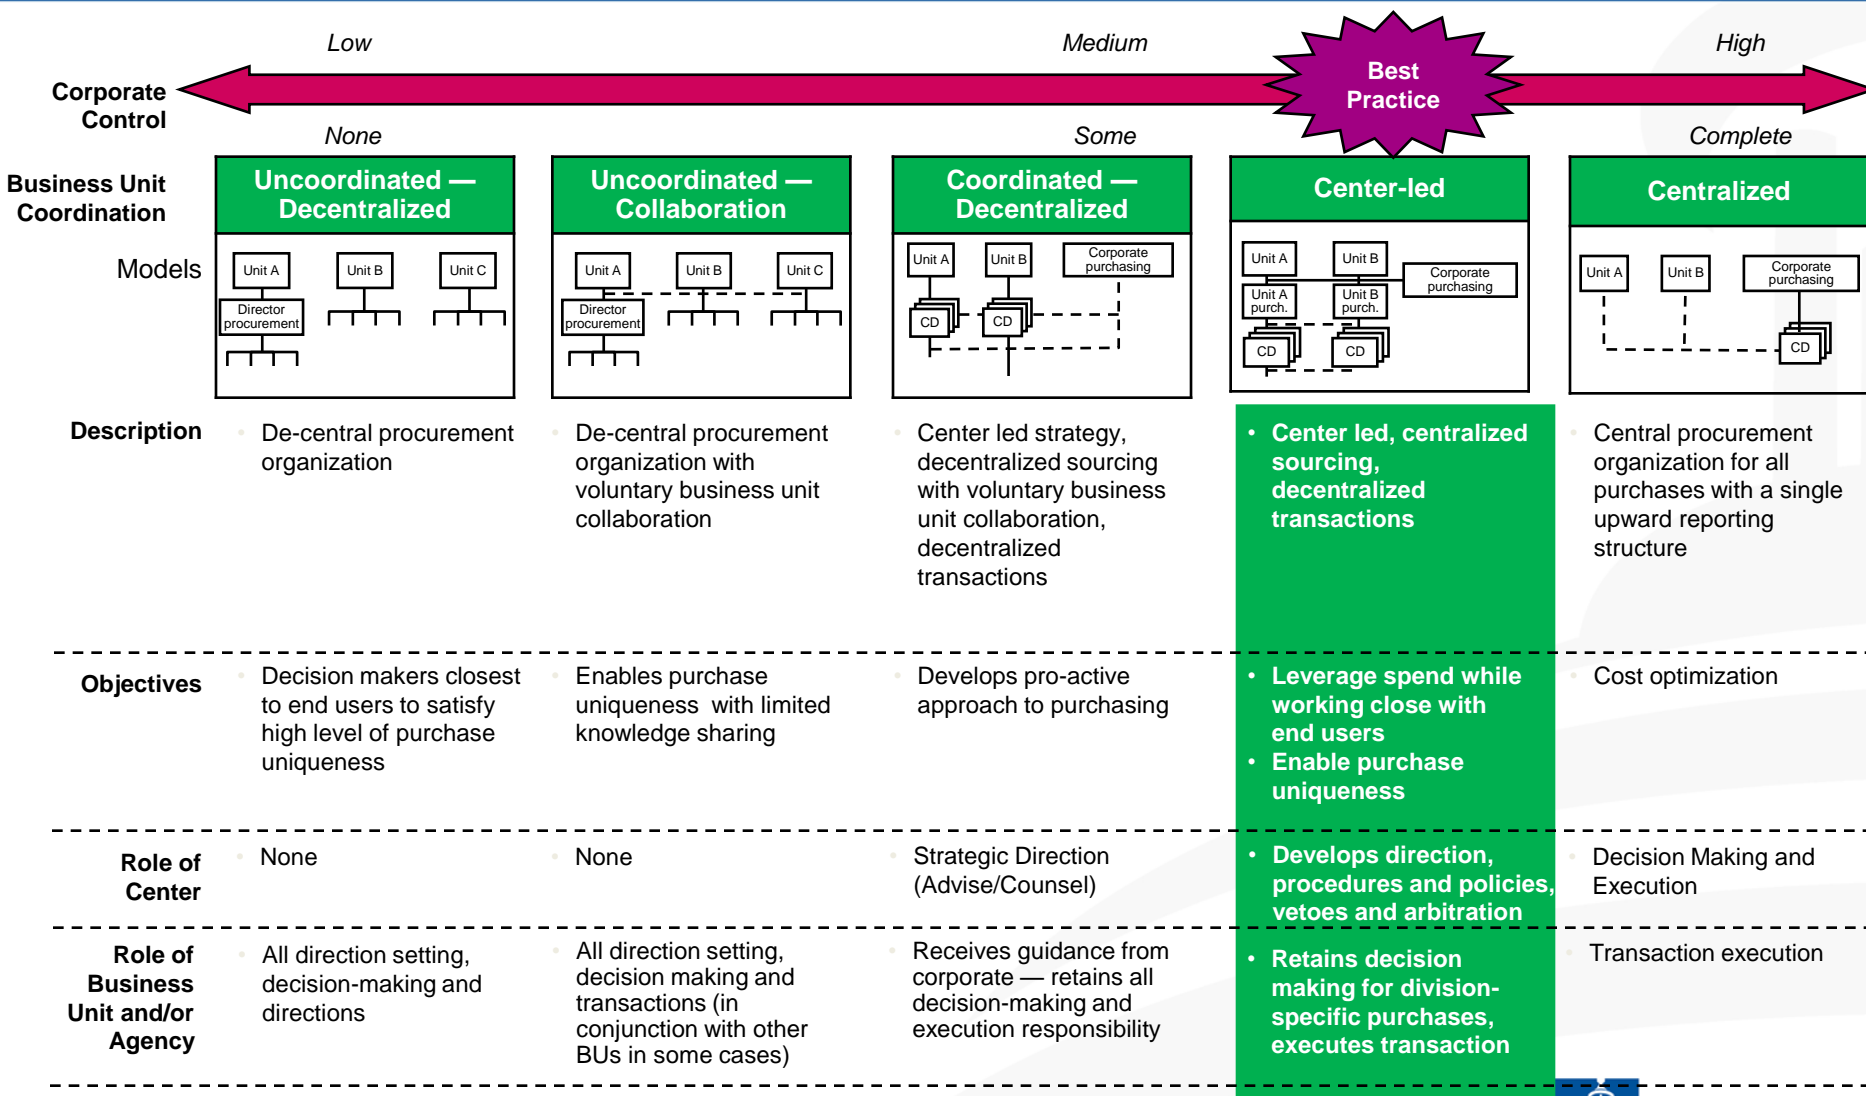 Low
Medium
High
Best
Practice
Corporate
Control
None
Some
Complete
Business Unit
Coordination
Uncoordinated —
Decentralized
Uncoordinated —
Collaboration
Coordinated —
Decentralized
Center-led
Centralized
Models
Unit A
Unit B
Unit C
Director
procurement
Unit A
Unit B
Unit C
Director
procurement
Unit A
Unit B
Corporate
purchasing
CD
CD
Unit A
Unit B
Corporate
purchasing
Unit A
purch.
Unit B
purch.
CD
CD
Unit A
Unit B
Corporate
purchasing
CD
Description
• De-central procurement
organization
• De-central procurement
organization with
voluntary business unit
collaboration
• Center led strategy,
decentralized sourcing
with voluntary business
unit collaboration,
decentralized
transactions
• Center led, centralized
sourcing,
decentralized
transactions
• Central procurement
organization for all
purchases with a single
upward reporting
structure
Objectives
• Decision makers closest
to end users to satisfy
high level of purchase
uniqueness
• Enables purchase
uniqueness with limited
knowledge sharing
• Develops pro-active
approach to purchasing
• Leverage spend while
working close with
end users
• Enable purchase
uniqueness
• Cost optimization
Role of
Center
• None
• None
• Strategic Direction
(Advise/Counsel)
• Develops direction,
procedures and policies,
vetoes and arbitration
• Decision Making and
Execution
Role of
Business
Unit and/or
Agency
• All direction setting,
decision-making and
directions
• All direction setting,
decision making and
transactions (in
conjunction with other
BUs in some cases)
• Receives guidance from
corporate — retains all
decision-making and
execution responsibility
• Retains decision
making for division-
specific purchases,
executes transaction
• Transaction execution